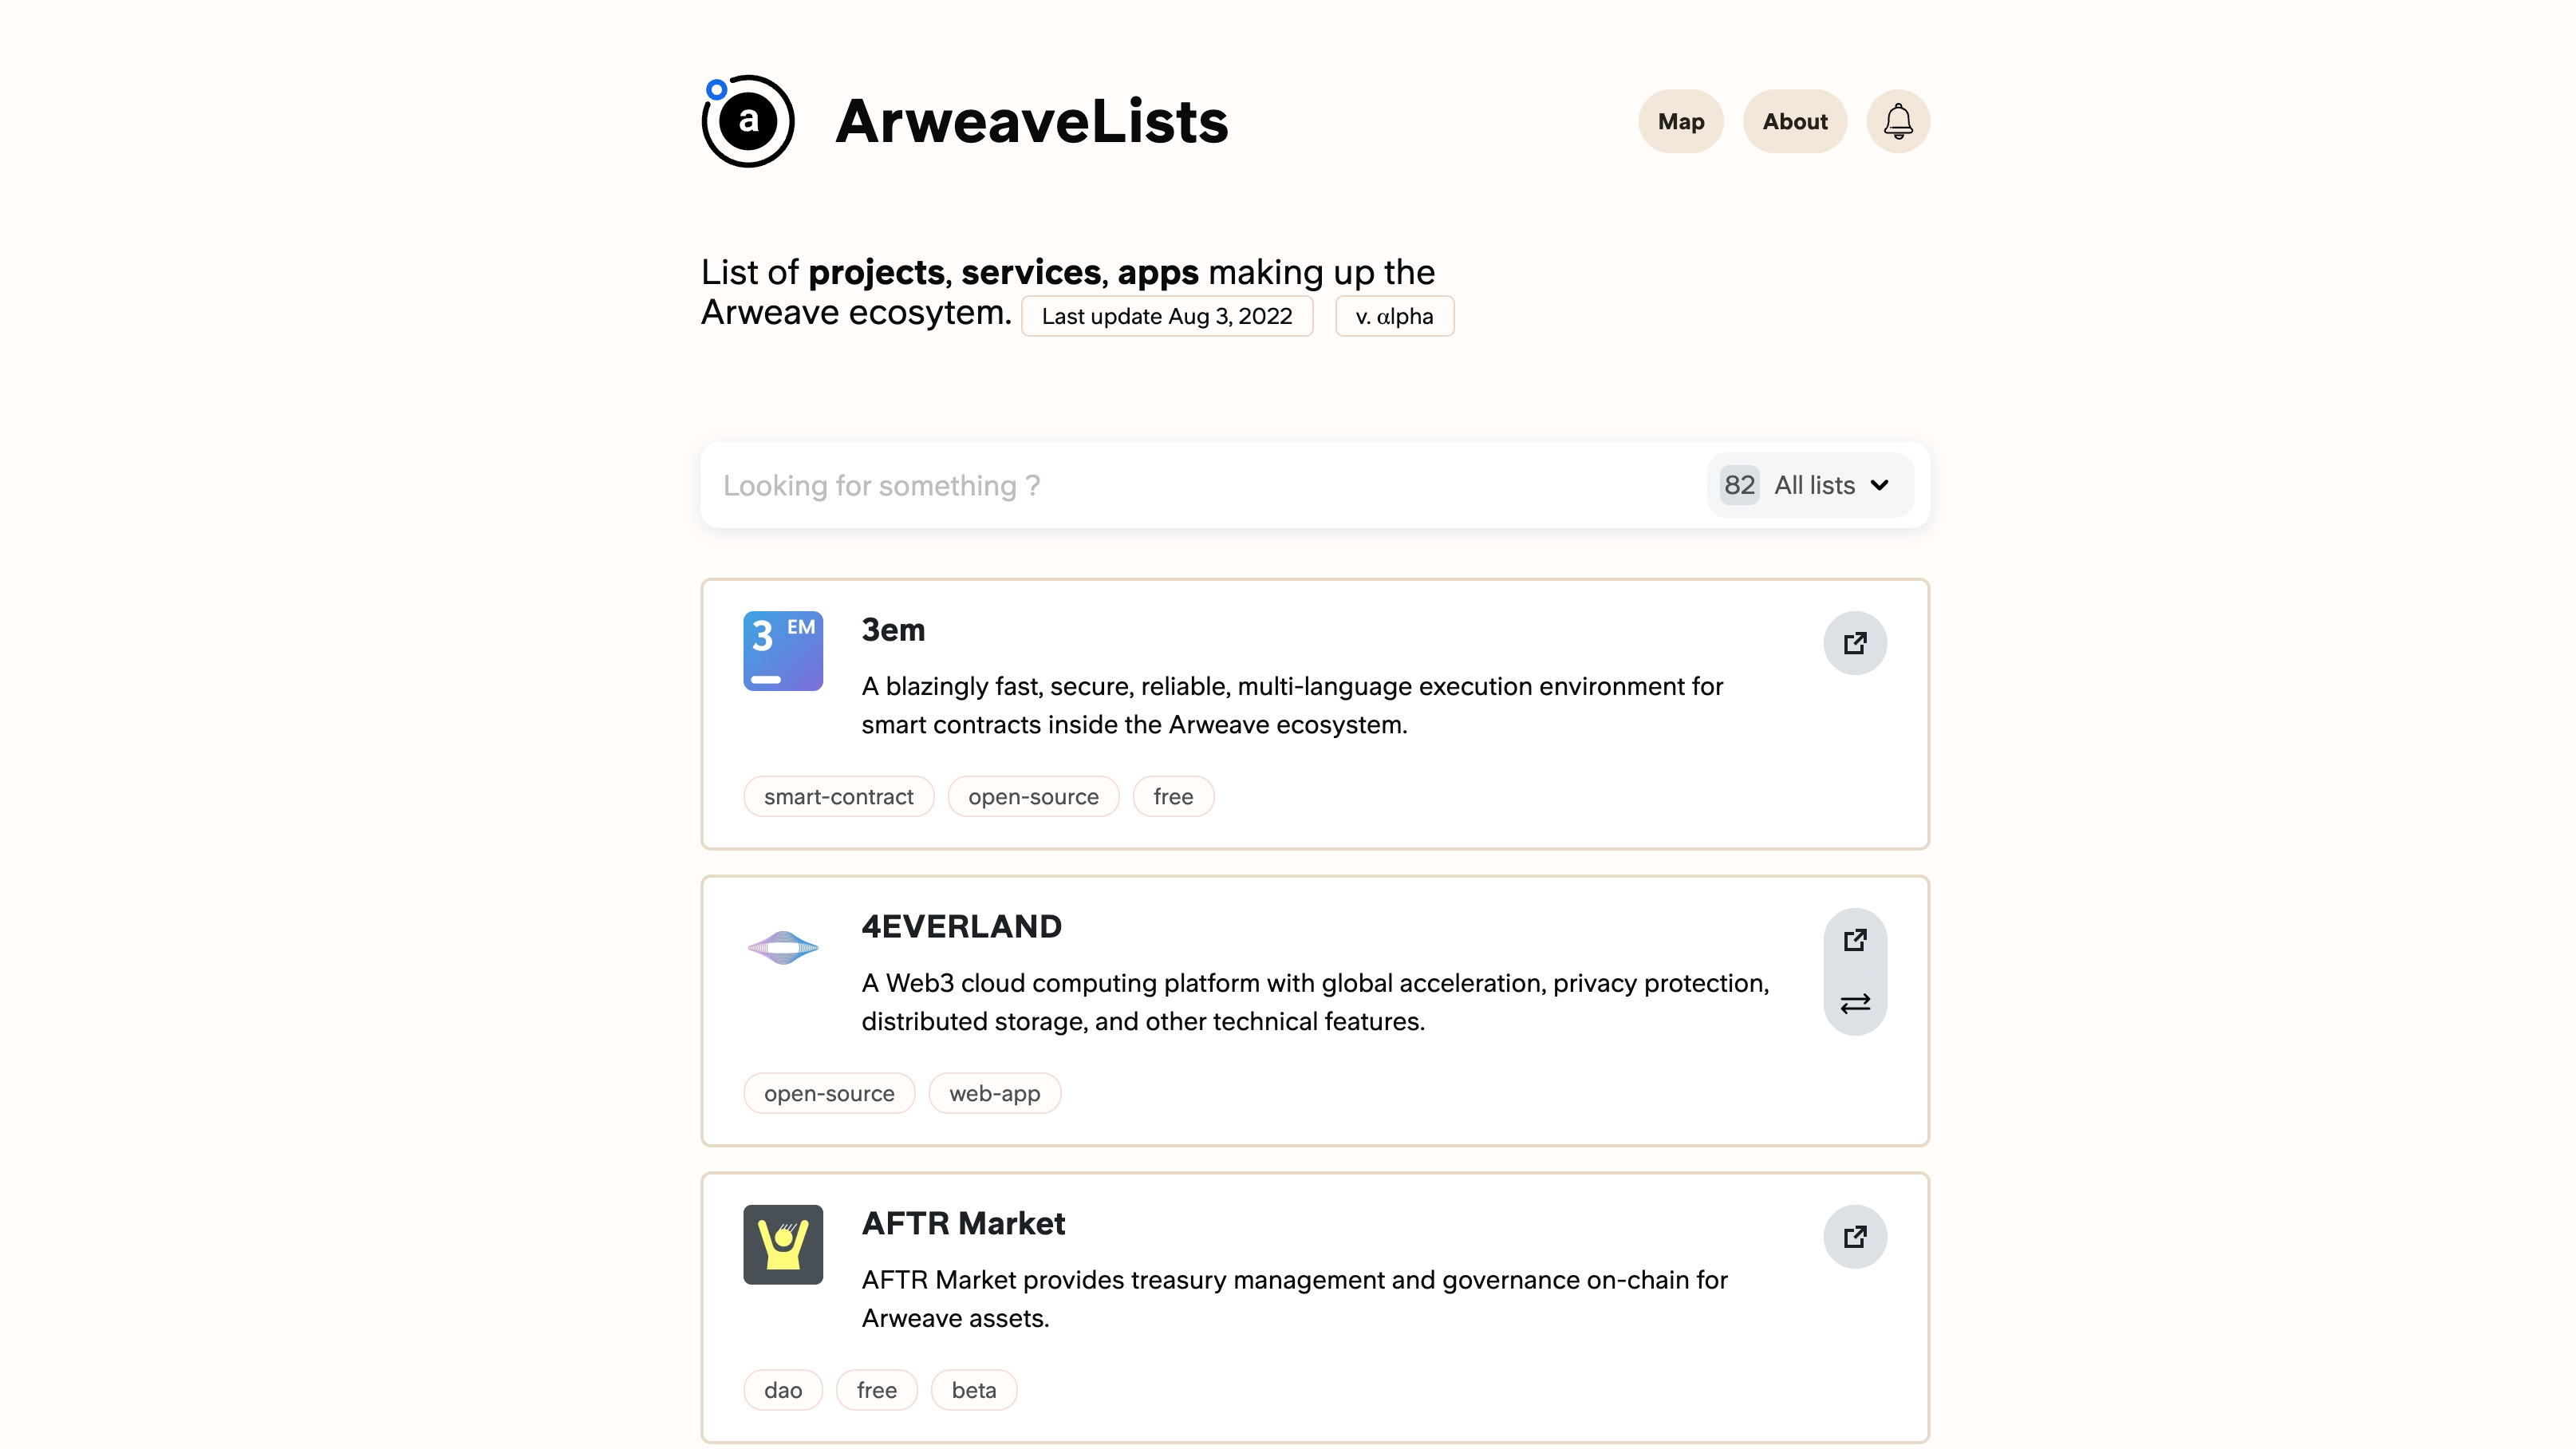 a ArweaveLists Map About
List of projects, services, apps making up the
Arweave ecosytem. Last update Aug 3, 2022 v. αlpha
Looking for something ? 82 All lists
3 EM 3em
A blazingly fast, secure, reliable, multi-language execution environment for
smart contracts inside the Arweave ecosystem.
smart-contract open-source free
4EVERLAND
A Web3 cloud computing platform with global acceleration, privacy protection,
distributed storage, and other technical features.
open-source web-app
AFTR Market
AFTR Market provides treasury management and governance on-chain for
Arweave assets.
dao free beta